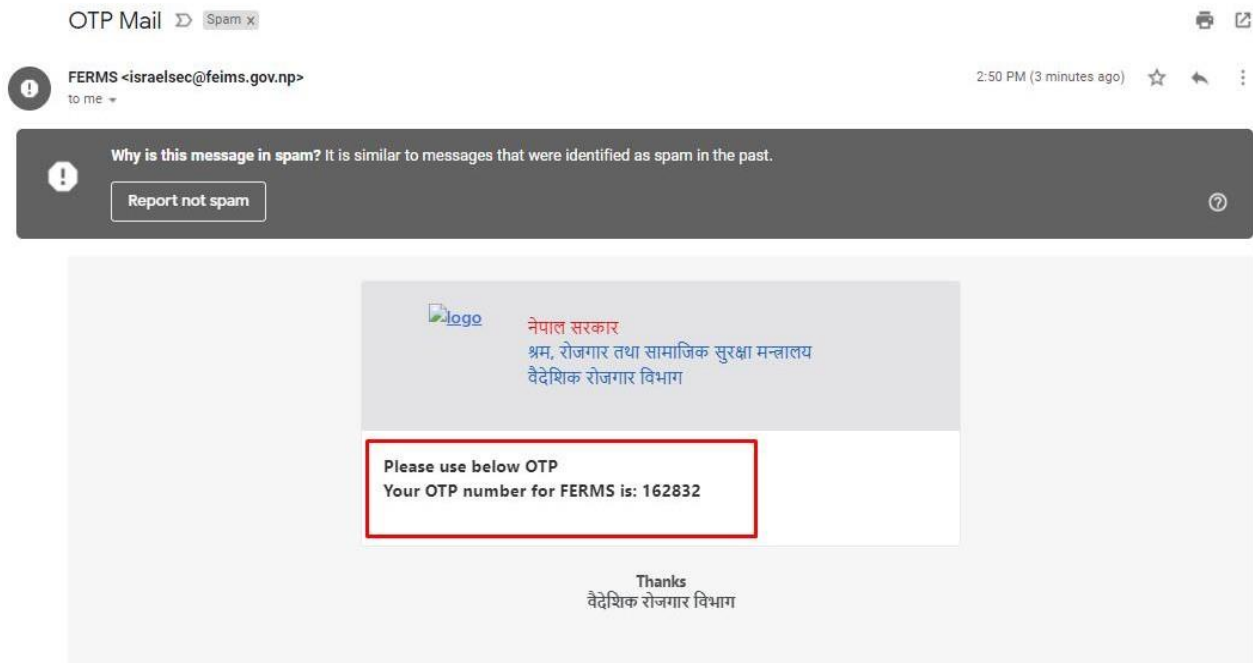 OTP Mail Spam x
FERMS <israelsec@feims.gov.np> 2:50 PM (3 minutes ago)
to me
Why is this message in spam? It is similar to messages that were identified as spam in the past.
Report not spam
logo
नेपाल सरकार
श्रम, रोजगार तथा सामाजिक सुरक्षा मन्त्रालय
वैदेशिक रोजगार विभाग
Please use below OTP
Your OTP number for FERMS is: 162832
Thanks
वैदेशिक रोजगार विभाग